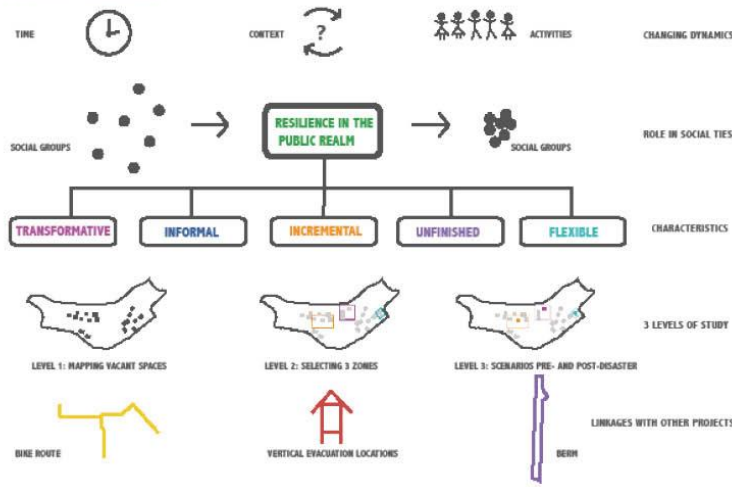 TIME
CONTEXT
?
ACTIVITIES
CHANGING DYNAMICS
SOCIAL GROUPS
RESILIENCE IN THE
PUBLIC REALM
SOCIAL GROUPS
ROLE IN SOCIAL TIES
TRANSFORMATIVE
INFORMAL
INCREMENTAL
UNFINISHED
FLEXIBLE
CHARACTERISTICS
3 LEVELS OF STUDY
LEVEL 1: MAPPING VACANT SPACES
LEVEL 2: SELECTING 3 ZONES
LEVEL 3: SCENARIOS PRE- AND POST-DISASTER
LINKAGES WITH OTHER PROJECTS
BIKE ROUTE
VERTICAL EVACUATION LOCATIONS
BERM